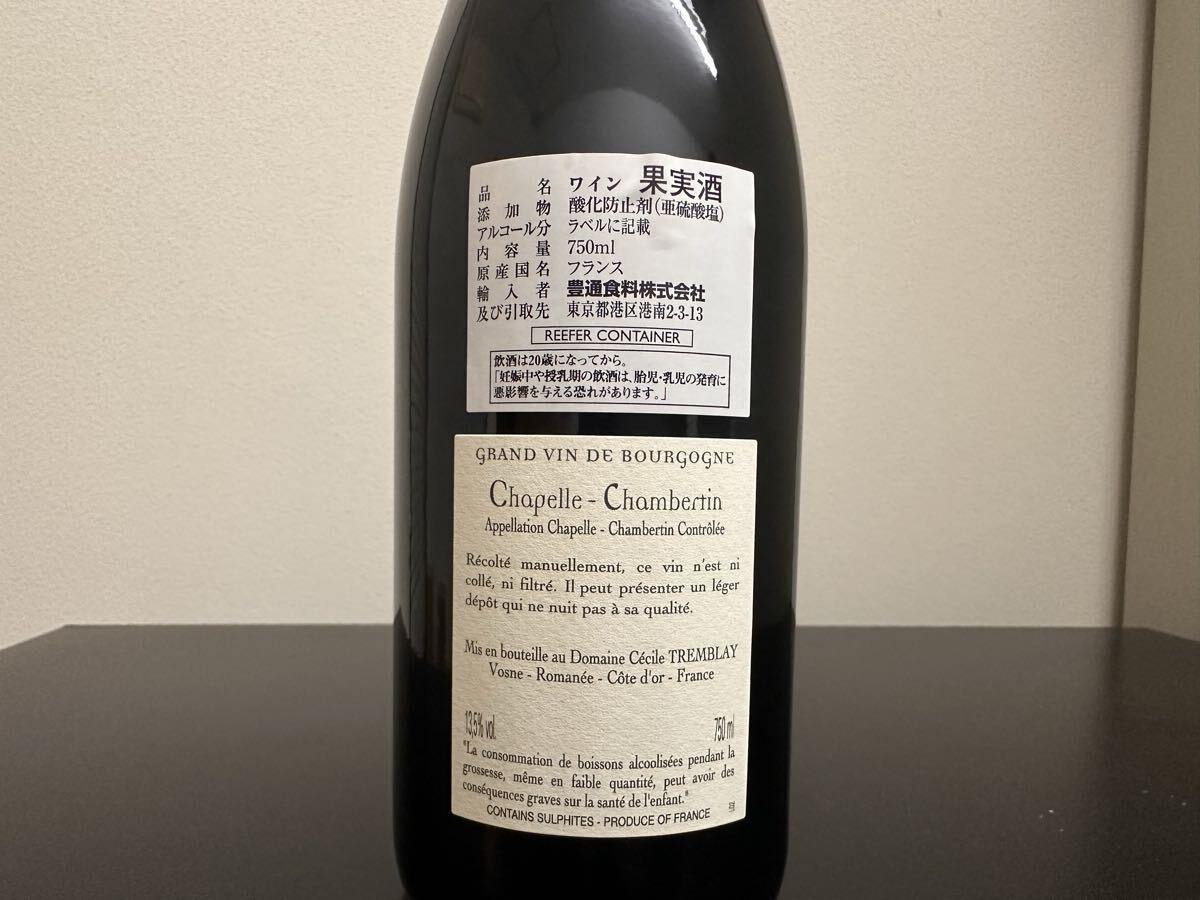 品名 ワイン 果実酒
添加物 酸化防止剤(亜硫酸塩)
アルコール分 ラベルに記載
内容量 750ml
原産国名 フランス
輸入者 豊通食料株式会社
及び引取先 東京都港区港南2-3-13
REEFER CONTAINER
飲酒は20歳になってから。
「妊娠中や授乳期の飲酒は、胎児・乳児の発育に
悪影響を与える恐れがあります。」
GRAND VIN DE BOURGOGNE
Chapelle - Chambertin
Appellation Chapelle - Chambertin Contrôlée
Récolté manuellement, ce vin n'est ni
collé, ni filtré. Il peut présenter un léger
dépôt qui ne nuit pas à sa qualité.
Mis en bouteille au Domaine Cécile TREMBLAY
Vosne - Romanée - Côte d'or - France
13,5% vol. 750 ml
"La consommation de boissons alcoolisées pendant la
grossesse, même en faible quantité, peut avoir des
conséquences graves sur la santé de l'enfant."
CONTAINS SULPHITES - PRODUCE OF FRANCE